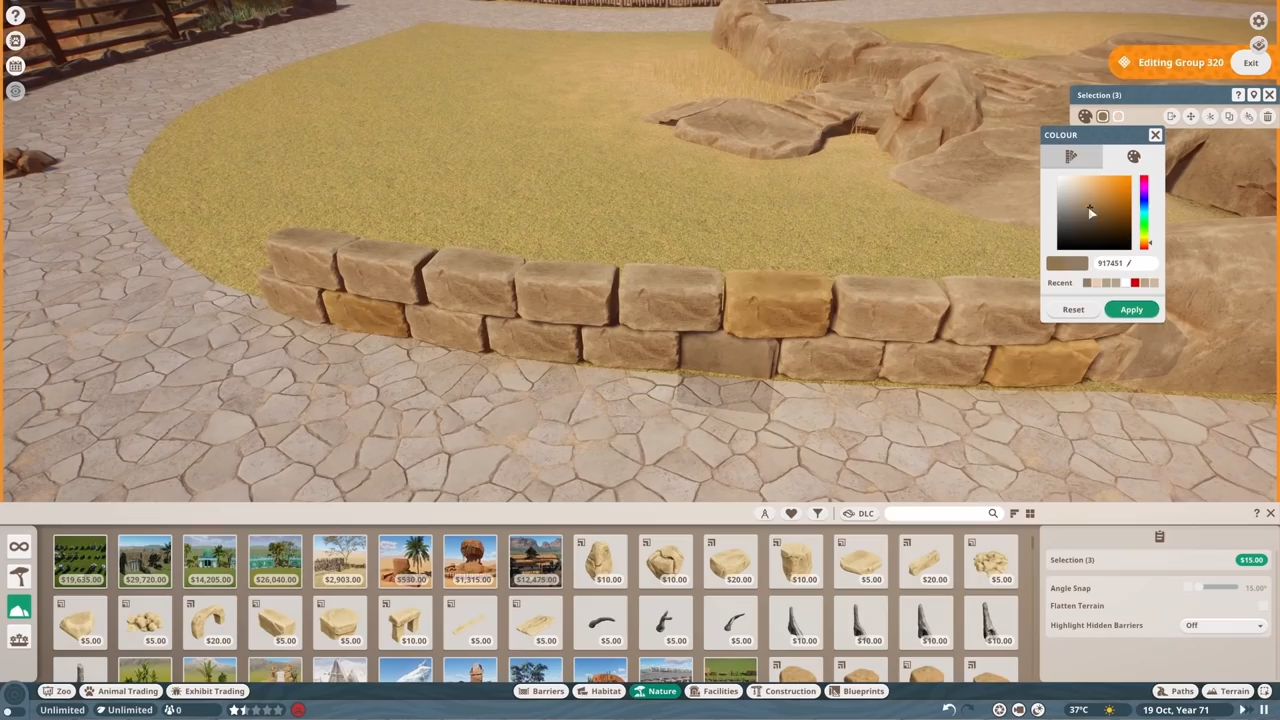 ?
Editing Group 320
Exit
Selection (3)
?
COLOUR
917451 /
Recent
Reset
Apply
DLC
?
$19,635.00
$29,720.00
$14,205.00
$26,040.00
$2,903.00
$530.00
$1,315.00
$12,475.00
$10.00
$10.00
$20.00
$10.00
$5.00
$20.00
$5.00
Selection (3)
$15.00
Angle Snap
15.00°
Flatten Terrain
Highlight Hidden Barriers
Off
$5.00
$5.00
$20.00
$5.00
$5.00
$10.00
$5.00
$5.00
$5.00
$5.00
$5.00
$10.00
$10.00
$10.00
$10.00
Zoo
Animal Trading
Exhibit Trading
Barriers
Habitat
Nature
Facilities
Construction
Blueprints
Paths
Terrain
Unlimited
Unlimited
0
37°C
19 Oct, Year 71